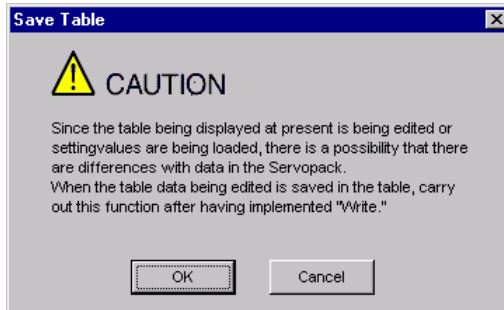 Save Table
CAUTION
Since the table being displayed at present is being edited or
settingvalues are being loaded, there is a possibility that there
are differences with data in the Servopack.
When the table data being edited is saved in the table, carry
out this function after having implemented "Write."
OK Cancel